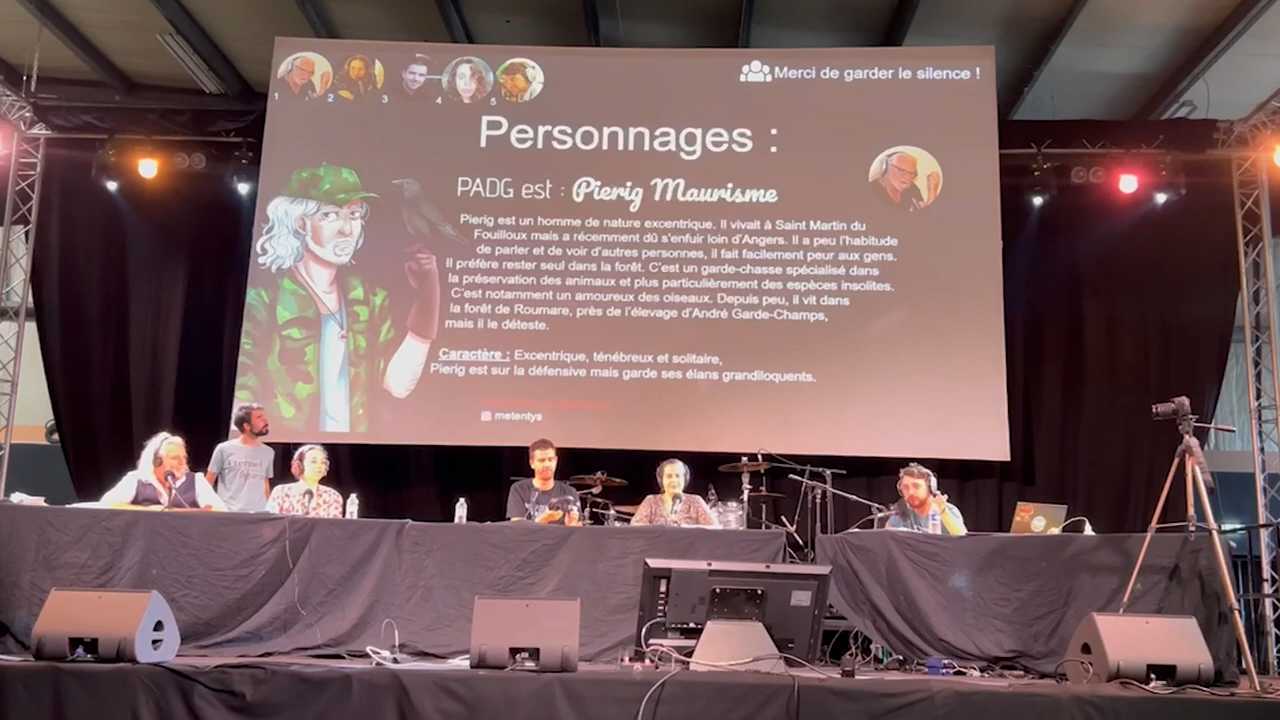 1 2 3 4 5
Merci de garder le silence !
Personnages :
PADG est : Pierig Maurisme
Pierig est un homme de nature excentrique. Il vivait à Saint Martin du
Fouilloux mais a récemment dû s'enfuir loin d'Angers. Il a peu l'habitude
de parler et de voir d'autres personnes, il fait facilement peur aux gens.
Il préfère rester seul dans la forêt. C'est un garde-chasse spécialisé dans
la préservation des animaux et plus particulièrement des espèces insolites.
C'est notamment un amoureux des oiseaux. Depuis peu, il vit dans
la forêt de Roumare, près de l'élevage d'André Garde-Champs,
mais il le déteste.
Caractère : Excentrique, ténébreux et solitaire,
Pierig est sur la défensive mais garde ses élans grandiloquents.
metentys
Éternel